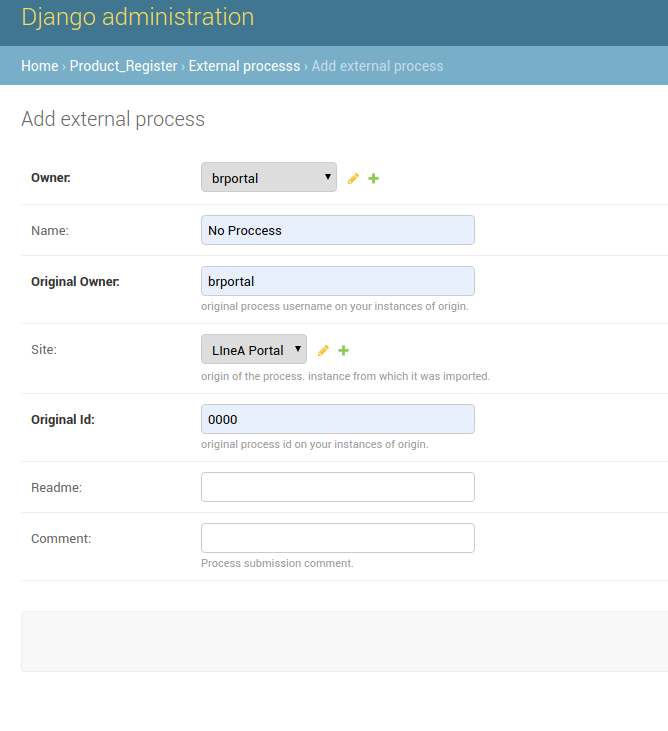 Django administration
Home › Product_Register › External processs › Add external process
Add external process
Owner: brportal
Name: No Proccess
Original Owner: brportal
original process username on your instances of origin.
Site: LIneA Portal
origin of the process. instance from which it was imported.
Original Id: 0000
original process id on your instances of origin.
Readme:
Comment:
Process submission comment.